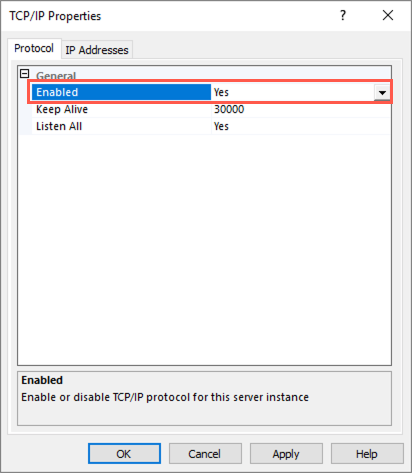 TCP/IP Properties
?
Protocol IP Addresses
General
Enabled Yes
Keep Alive 30000
Listen All Yes
Enabled
Enable or disable TCP/IP protocol for this server instance
OK Cancel Apply Help